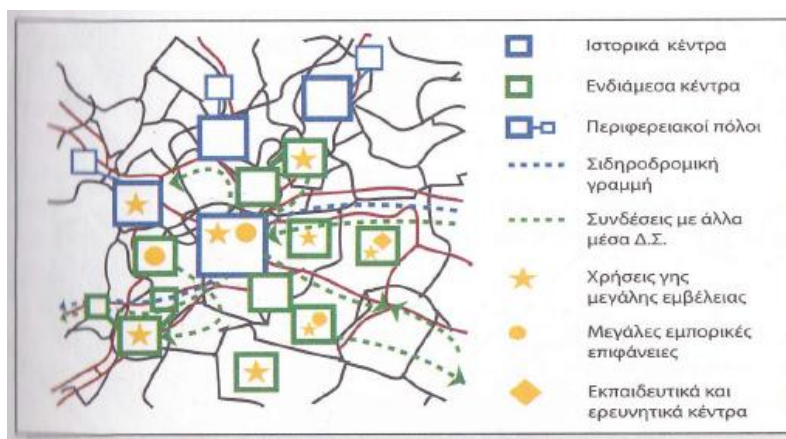 Ιστορικά κέντρα
Ενδιάμεσα κέντρα
Περιφερειακοί πόλοι
Σιδηροδρομική
γραμμή
Συνδέσεις με άλλα
μέσα Δ.Σ.
Χρήσεις γης
μεγάλης εμβέλειας
Μεγάλες εμπορικές
επιφάνειες
Εκπαιδευτικά και
ερευνητικά κέντρα